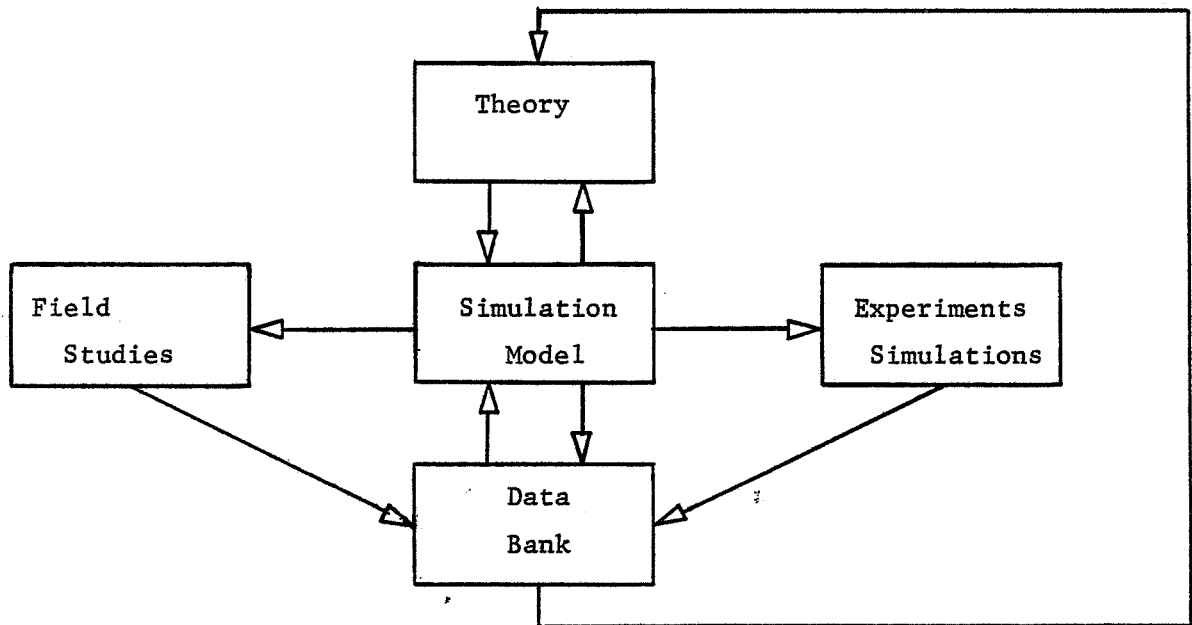 Theory
Field
Studies
Simulation
Model
Experiments
Simulations
Data
Bank